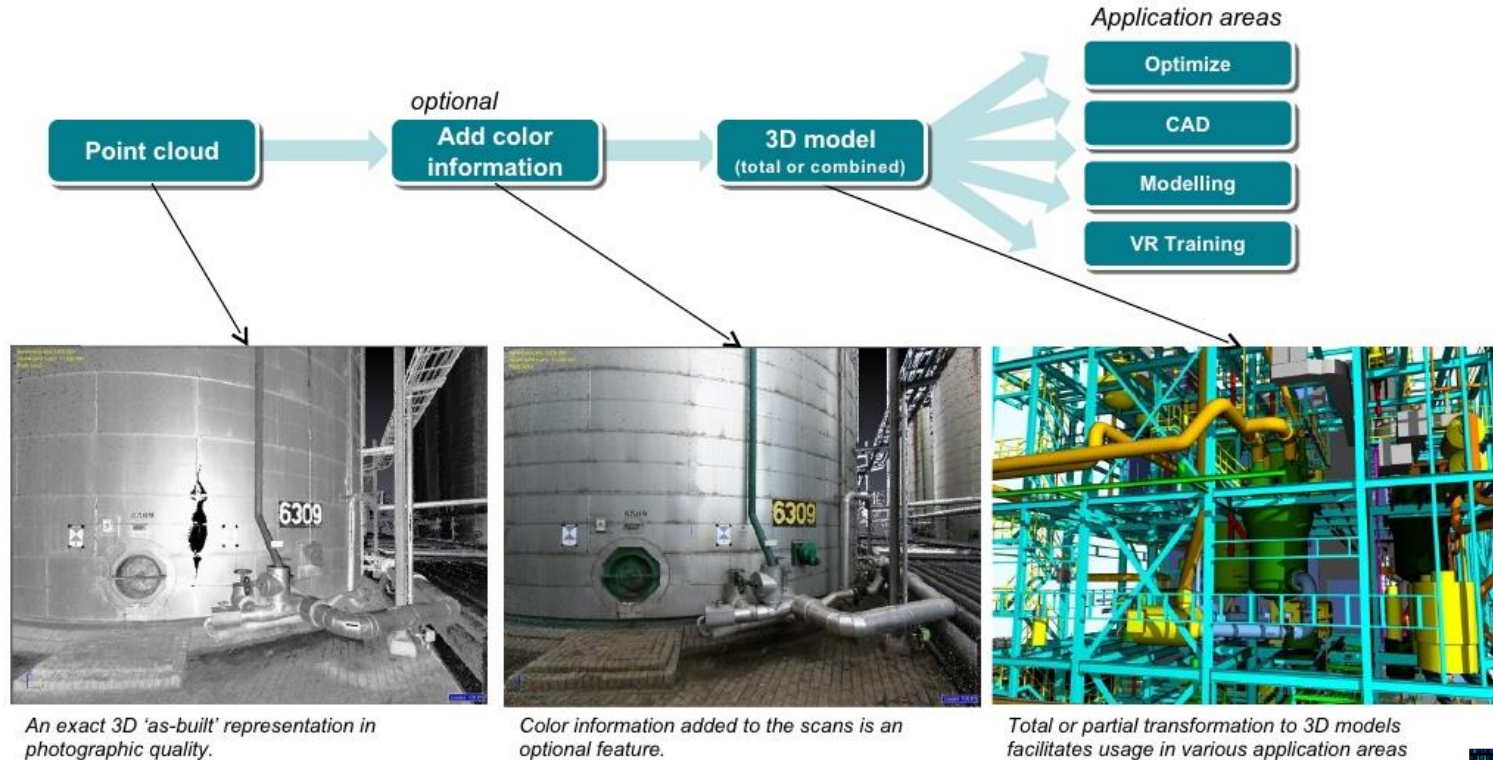 Application areas
Optimize
optional
Point cloud
Add color
information
3D model
(total or combined)
CAD
Modelling
VR Training
6309
6309
6309
6309
An exact 3D ‘as-built’ representation in
photographic quality.
Color information added to the scans is an
optional feature.
Total or partial transformation to 3D models
facilitates usage in various application areas